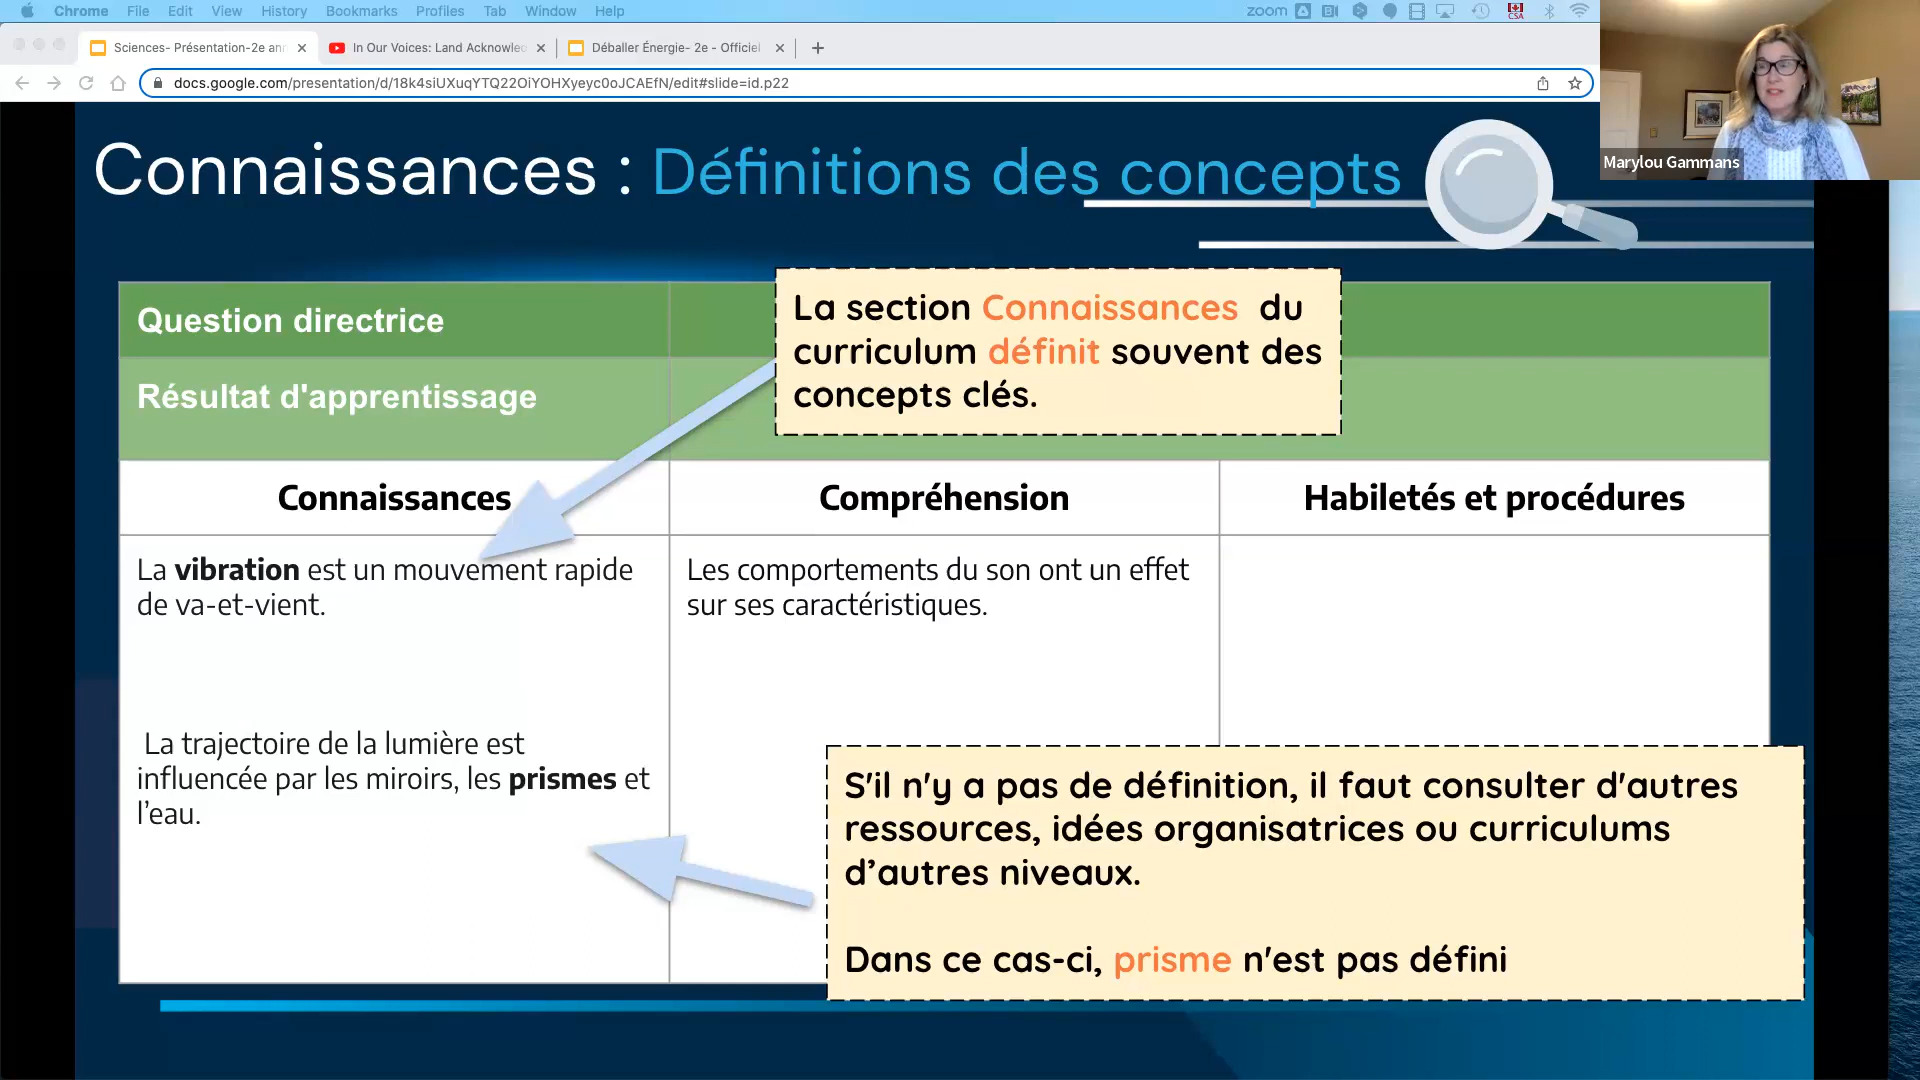 Chrome File Edit View History Bookmarks Profiles Tab Window Help
zoom
CSA
Sciences- Présentation-2e ann
In Our Voices: Land Acknowle
Déballer Énergie- 2e - Officiel
docs.google.com/presentation/d/18k4siUXuqYTQ22OiYOHXyeyc0oJCAEfN/edit#slide=id.p22
Marylou Gammans
Connaissances : Définitions des concepts
Question directrice
Résultat d'apprentissage
La section Connaissances du
curriculum définit souvent des
concepts clés.
Connaissances
Compréhension
Habiletés et procédures
La vibration est un mouvement rapide
de va-et-vient.
Les comportements du son ont un effet
sur ses caractéristiques.
La trajectoire de la lumière est
influencée par les miroirs, les prismes et
l’eau.
S'il n'y a pas de définition, il faut consulter d'autres
ressources, idées organisatrices ou curriculums
d’autres niveaux.
Dans ce cas-ci, prisme n'est pas défini